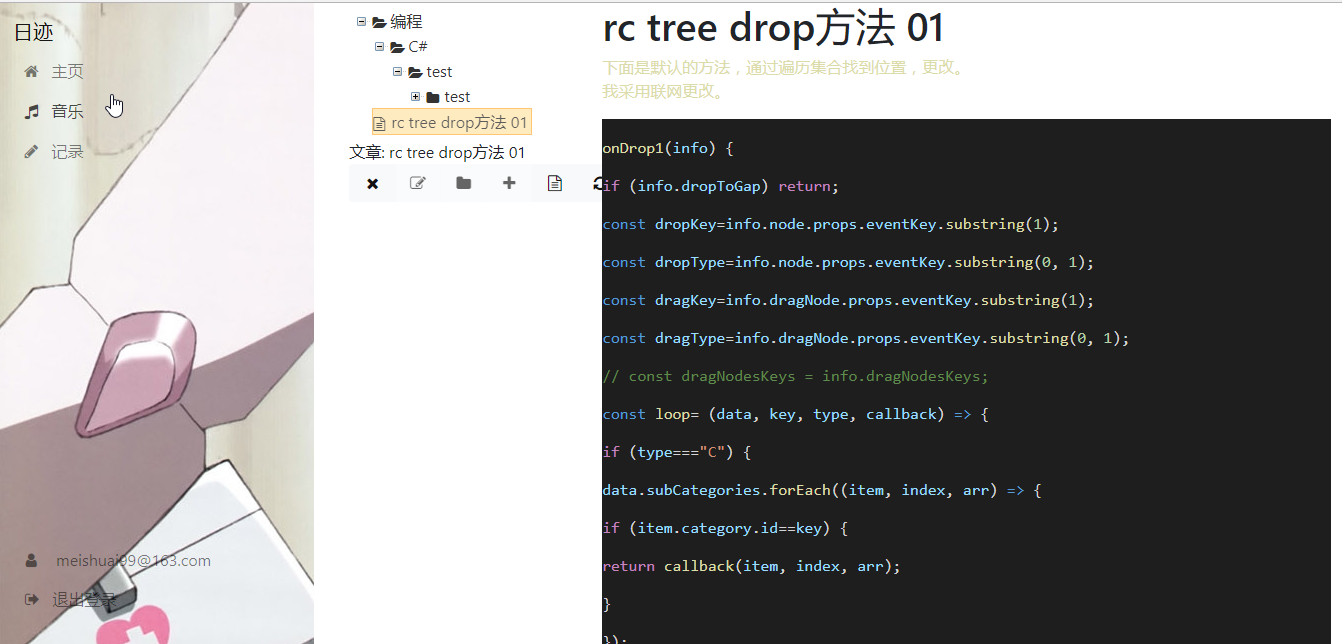 日迹
主页
音乐
记录
meishuai99@163.com
退出登录
编程
C#
test
test
rc tree drop方法 01
文章: rc tree drop方法 01
rc tree drop方法 01
下面是默认的方法，通过遍历集合找到位置，更改。
我采用联网更改。
onDrop1(info) {
if (info.dropToGap) return;
const dropKey=info.node.props.eventKey.substring(1);
const dropType=info.node.props.eventKey.substring(0, 1);
const dragKey=info.dragNode.props.eventKey.substring(1);
const dragType=info.dragNode.props.eventKey.substring(0, 1);
// const dragNodesKeys = info.dragNodesKeys;
const loop= (data, key, type, callback) => {
if (type==="C") {
data.subCategories.forEach((item, index, arr) => {
if (item.category.id==key) {
return callback(item, index, arr);
}
});